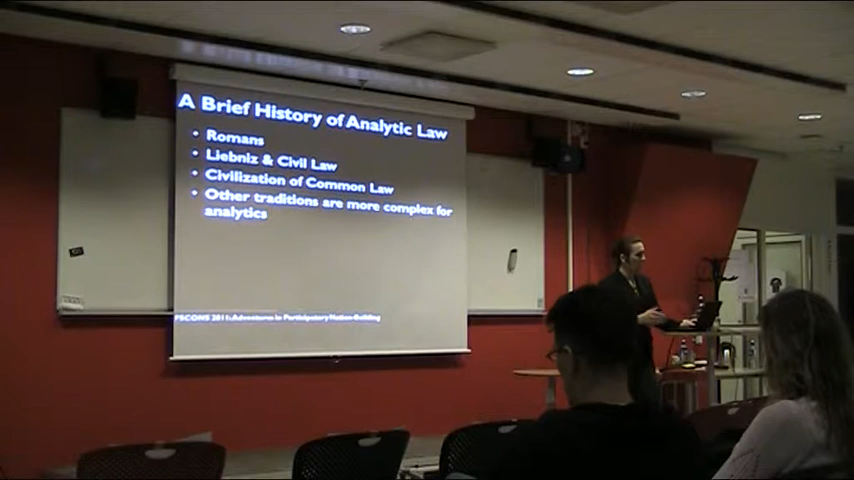 A Brief History of Analytic Law
• Romans
• Liebniz & Civil Law
• Civilization of Common Law
• Other traditions are more complex for
analytics
FSCONS 2011:Adventures in Participatory Nation-Building